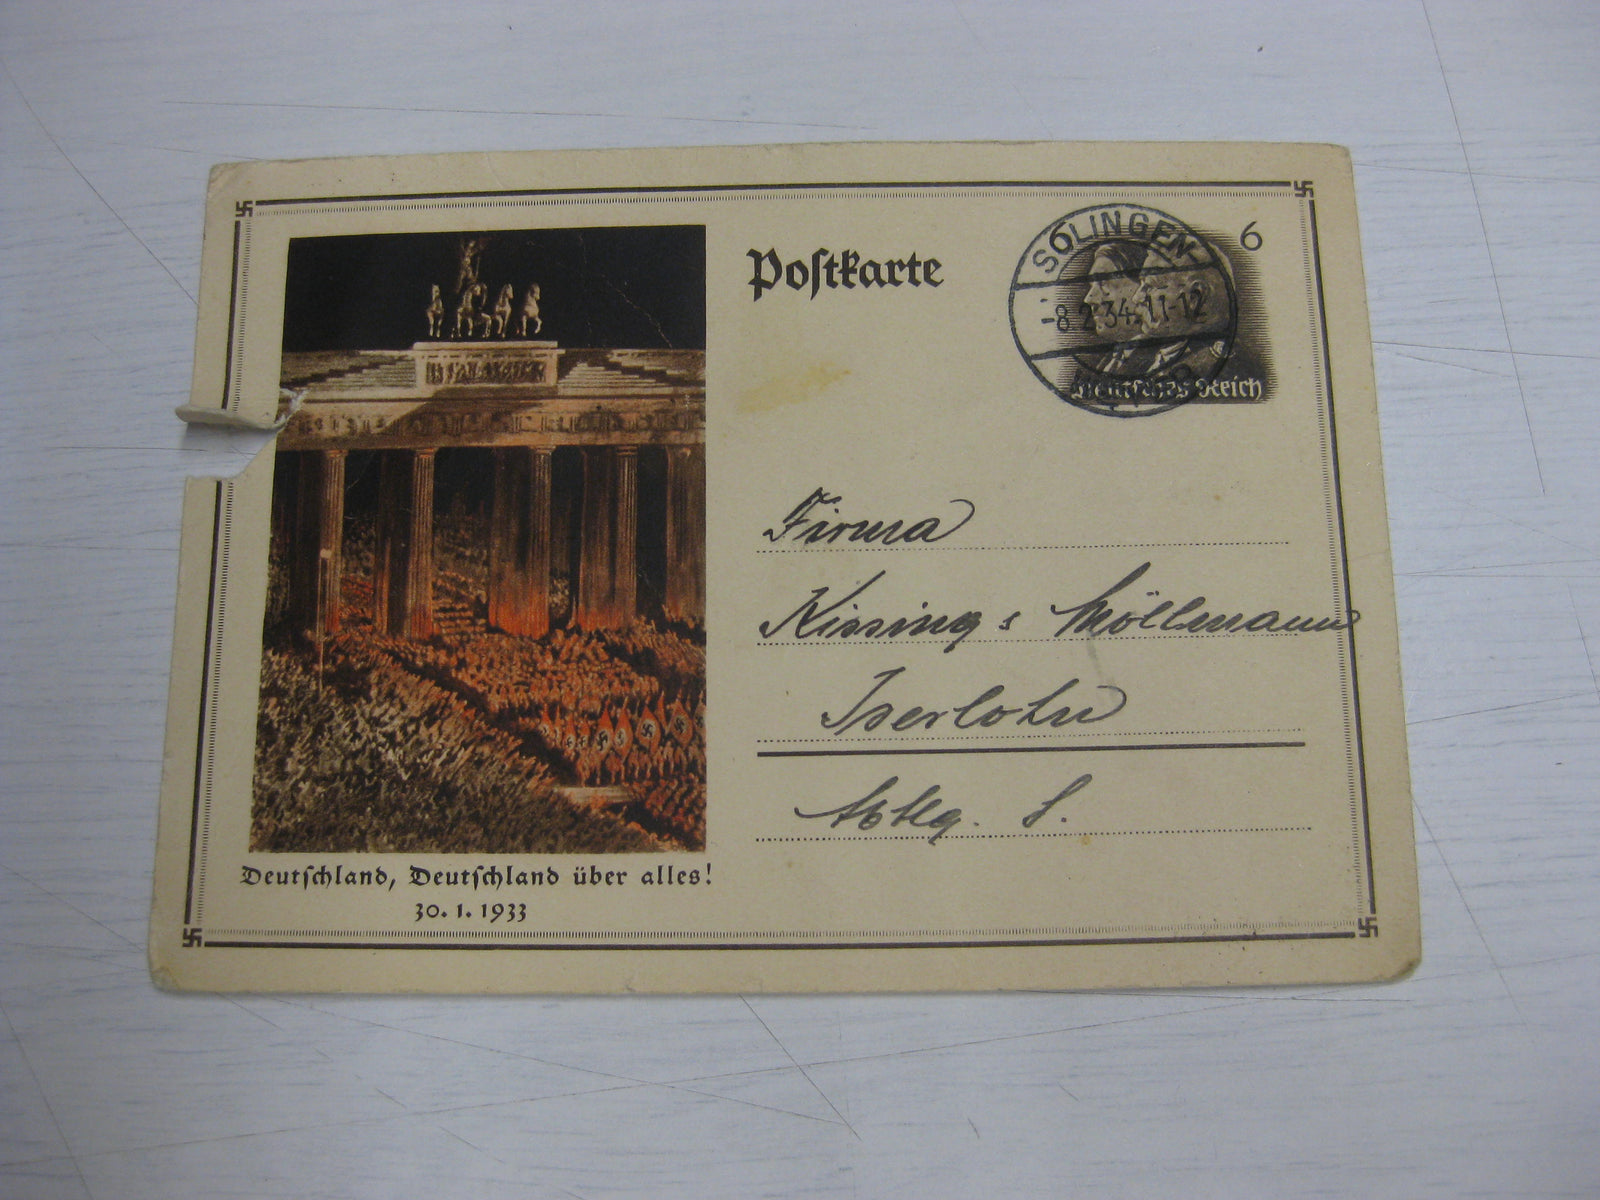 Postkarte
SOLINGEN
-8.2.34.11-12
6
Deutsches Reich
Firma
Kissing & Möllmann
Iserlohn
Abtlg. S.
Deutschland, Deutschland über alles!
30. 1. 1933